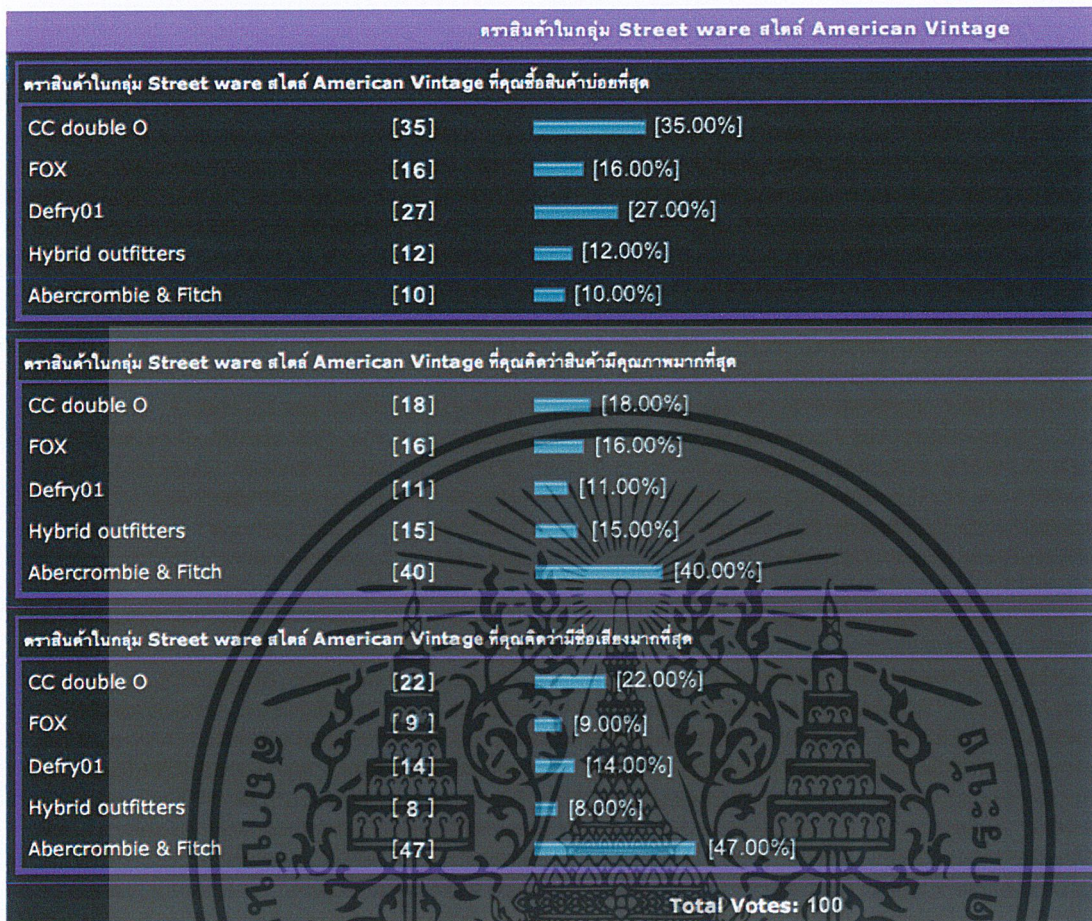 ตราสินค้าในกลุ่ม Street ware สไตล์ American Vintage
ตราสินค้าในกลุ่ม Street ware สไตล์ American Vintage ที่คุณซื้อสินค้าบ่อยที่สุด
CC double O [35] [35.00%]
FOX [16] [16.00%]
Defry01 [27] [27.00%]
Hybrid outfitters [12] [12.00%]
Abercrombie & Fitch [10] [10.00%]
ตราสินค้าในกลุ่ม Street ware สไตล์ American Vintage ที่คุณคิดว่าสินค้ามีคุณภาพมากที่สุด
CC double O [18] [18.00%]
FOX [16] [16.00%]
Defry01 [11] [11.00%]
Hybrid outfitters [15] [15.00%]
Abercrombie & Fitch [40] [40.00%]
ตราสินค้าในกลุ่ม Street ware สไตล์ American Vintage ที่คุณคิดว่ามีชื่อเสียงมากที่สุด
CC double O [22] [22.00%]
FOX [ 9 ] [9.00%]
Defry01 [14] [14.00%]
Hybrid outfitters [ 8 ] [8.00%]
Abercrombie & Fitch [47] [47.00%]
Total Votes: 100